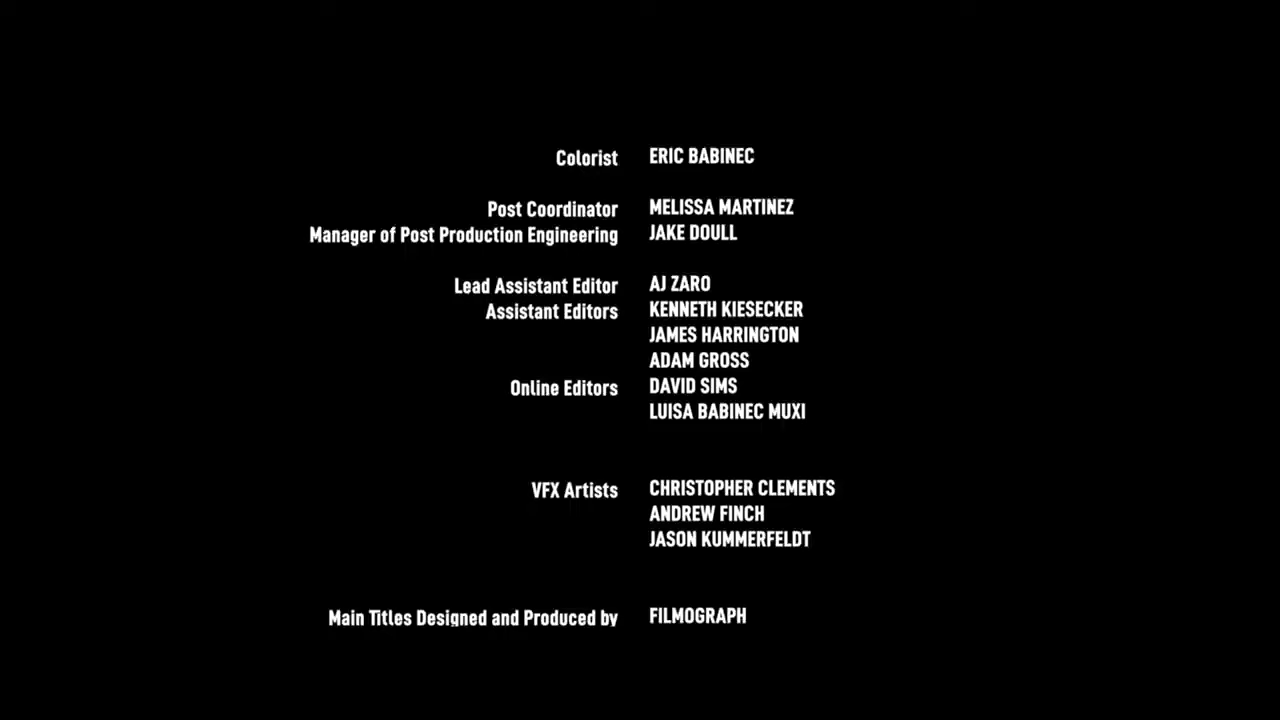 Colorist ERIC BABINEC
Post Coordinator MELISSA MARTINEZ
Manager of Post Production Engineering JAKE DOULL
Lead Assistant Editor AJ ZARO
Assistant Editors KENNETH KIESECKER
JAMES HARRINGTON
ADAM GROSS
Online Editors DAVID SIMS
LUISA BABINEC MUXI
VFX Artists CHRISTOPHER CLEMENTS
ANDREW FINCH
JASON KUMMERFELDT
Main Titles Designed and Produced by FILMOGRAPH